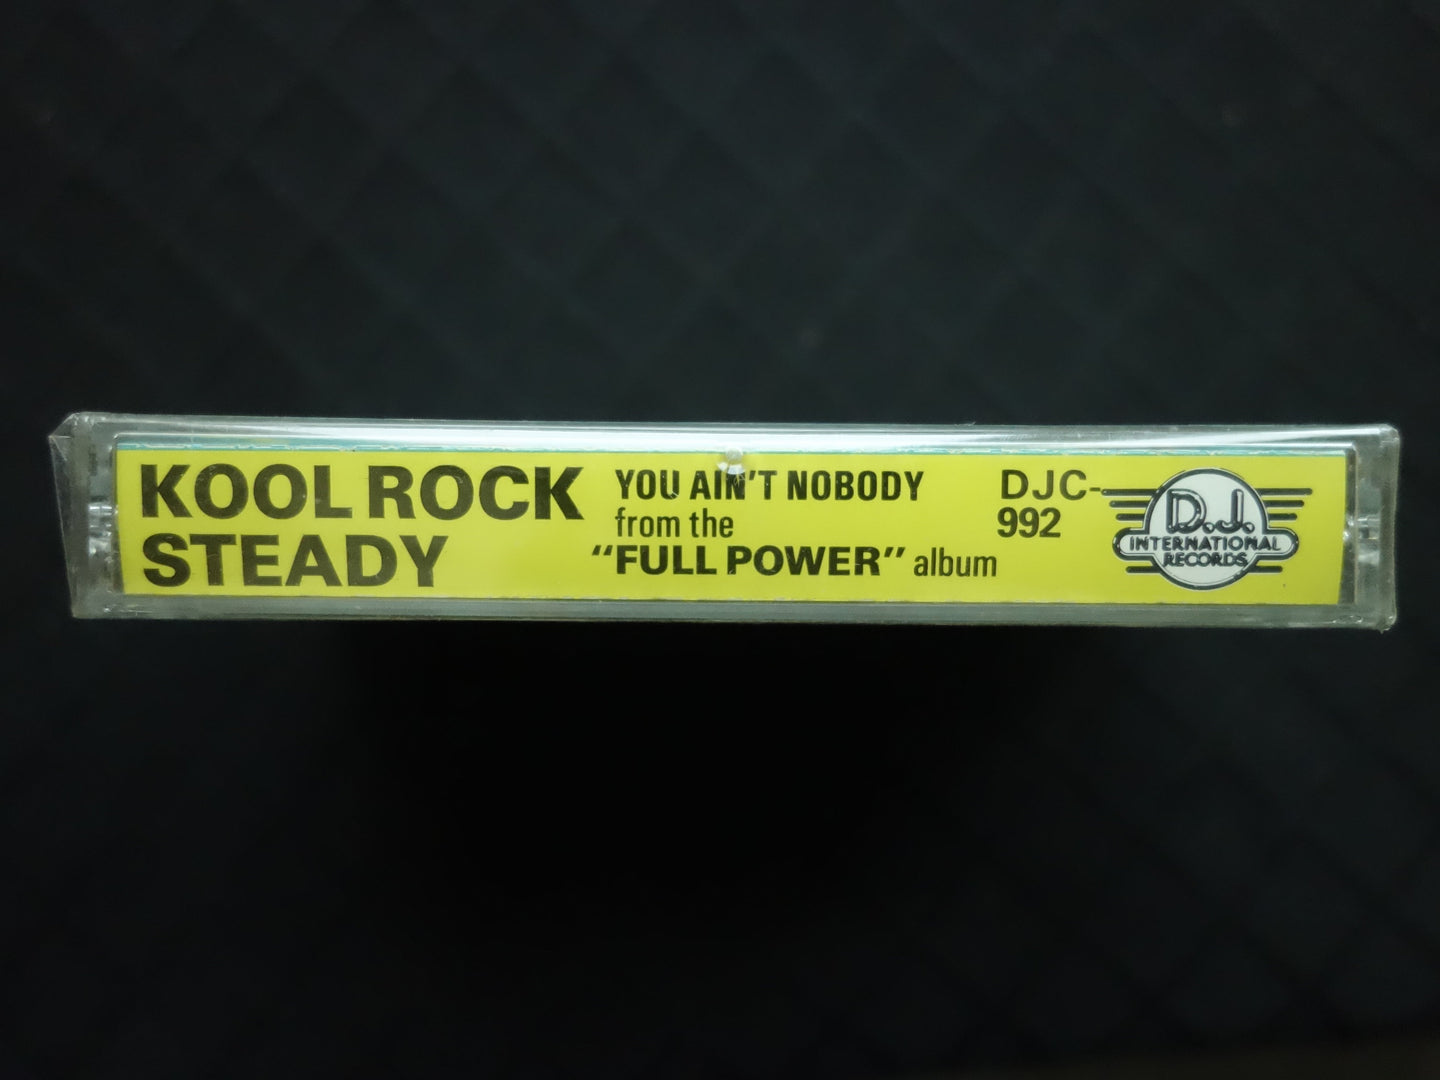 KOOL ROCK
STEADY
YOU AIN'T NOBODY
from the
"FULL POWER" album
DJC-
992
D.J.
INTERNATIONAL
RECORDS